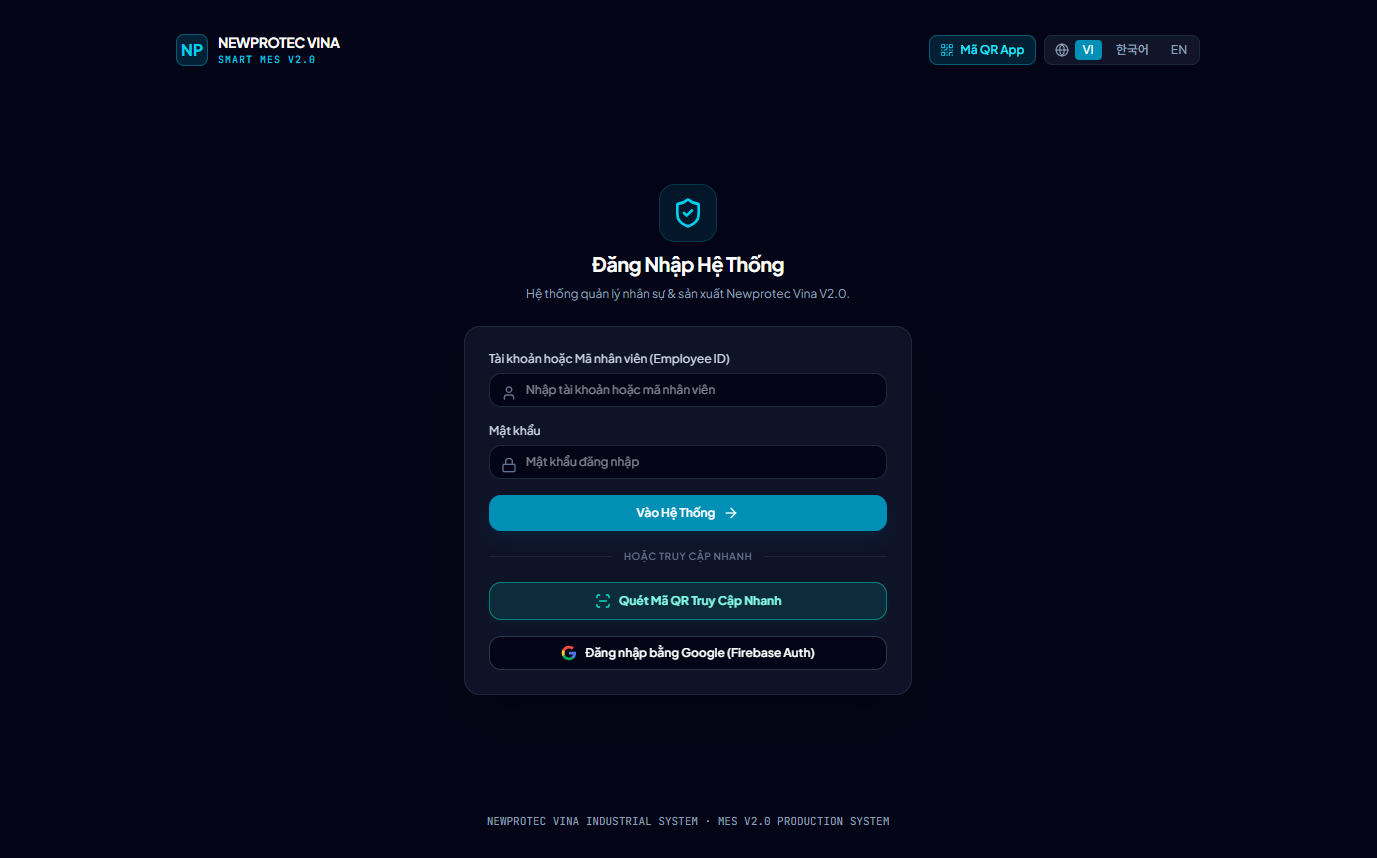 NP
NEWPROTEC VINA
SMART MES V2.0
Mã QR App
VI
한국어
EN
Đăng Nhập Hệ Thống
Hệ thống quản lý nhân sự & sản xuất Newprotec Vina V2.0.
Tài khoản hoặc Mã nhân viên (Employee ID)
Nhập tài khoản hoặc mã nhân viên
Mật khẩu
Mật khẩu đăng nhập
Vào Hệ Thống
HOẶC TRUY CẬP NHANH
Quét Mã QR Truy Cập Nhanh
Đăng nhập bằng Google (Firebase Auth)
NEWPROTEC VINA INDUSTRIAL SYSTEM · MES V2.0 PRODUCTION SYSTEM